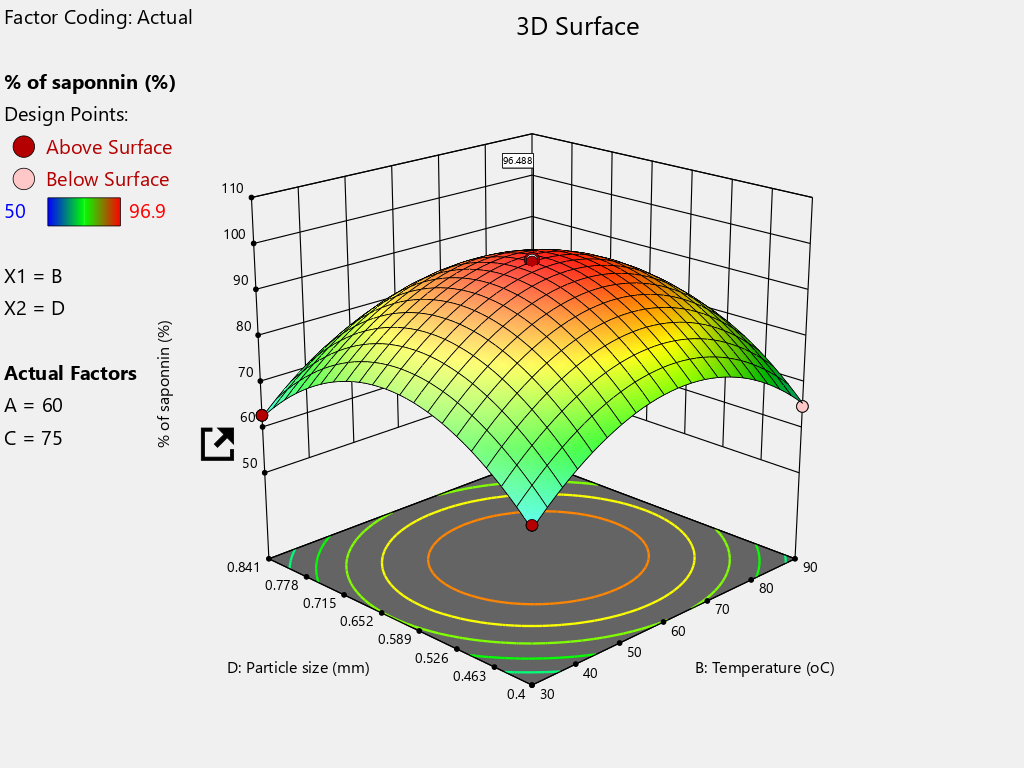 Factor Coding: Actual
3D Surface
% of saponnin (%)
Design Points:
Above Surface
Below Surface
50 96.9
X1 = B
X2 = D
Actual Factors
A = 60
C = 75
96.488
110
100
90
80
70
60
50
% of saponnin (%)
0.841
0.778
0.715
0.652
0.589
0.526
0.463
0.4
30
40
50
60
70
80
90
D: Particle size (mm)
B: Temperature (oC)